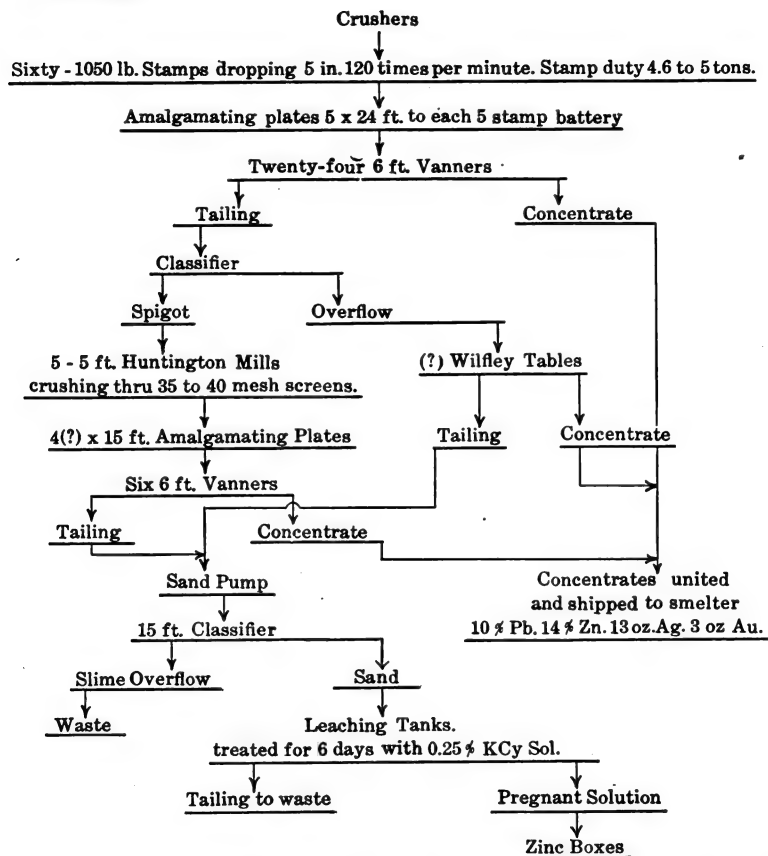 Crushers
Sixty - 1050 lb. Stamps dropping 5 in. 120 times per minute. Stamp duty 4.6 to 5 tons.
Amalgamating plates 5 x 24 ft. to each 5 stamp battery
Twenty-four 6 ft. Vanners
Tailing
Concentrate
Classifier
Spigot
Overflow
5 - 5 ft. Huntington Mills
crushing thru 35 to 40 mesh screens.
(?) Wilfley Tables
4(?) x 15 ft. Amalgamating Plates
Tailing
Concentrate
Six 6 ft. Vanners
Tailing
Concentrate
Sand Pump
Concentrates united
and shipped to smelter
10 % Pb. 14 % Zn. 13 oz. Ag. 3 oz Au.
15 ft. Classifier
Slime Overflow
Sand
Waste
Leaching Tanks.
treated for 6 days with 0.25 % KCy Sol.
Tailing to waste
Pregnant Solution
Zinc Boxes